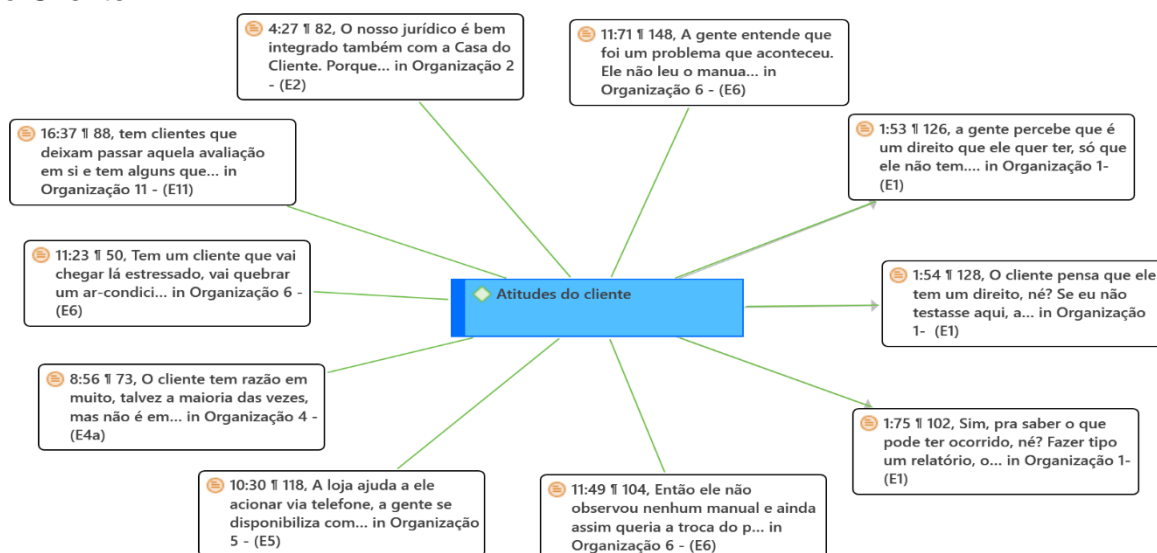 4:27 ¶ 82, O nosso jurídico é bem
integrado também com a Casa do
Cliente. Porque... in Organização 2
- (E2)
11:71 ¶ 148, A gente entende que
foi um problema que aconteceu.
Ele não leu o manua... in
Organização 6 - (E6)
16:37 ¶ 88, tem clientes que
deixam passar aquela avaliação
em si e tem alguns que... in
Organização 11 - (E11)
1:53 ¶ 126, a gente percebe que é
um direito que ele quer ter, só que
ele não tem.... in Organização 1-
(E1)
11:23 ¶ 50, Tem um cliente que vai
chegar lá estressado, vai quebrar
um ar-condici... in Organização 6 -
(E6)
Atitudes do cliente
1:54 ¶ 128, O cliente pensa que ele
tem um direito, né? Se eu não
testasse aqui, a... in Organização
1- (E1)
8:56 ¶ 73, O cliente tem razão em
muito, talvez a maioria das vezes,
mas não é em... in Organização 4 -
(E4a)
1:75 ¶ 102, Sim, pra saber o que
pode ter ocorrido, né? Fazer tipo
um relatório, o... in Organização 1-
(E1)
10:30 ¶ 118, A loja ajuda a ele
acionar via telefone, a gente se
disponibiliza com... in Organização
5 - (E5)
11:49 ¶ 104, Então ele não
observou nenhum manual e ainda
assim queria a troca do p... in
Organização 6 - (E6)